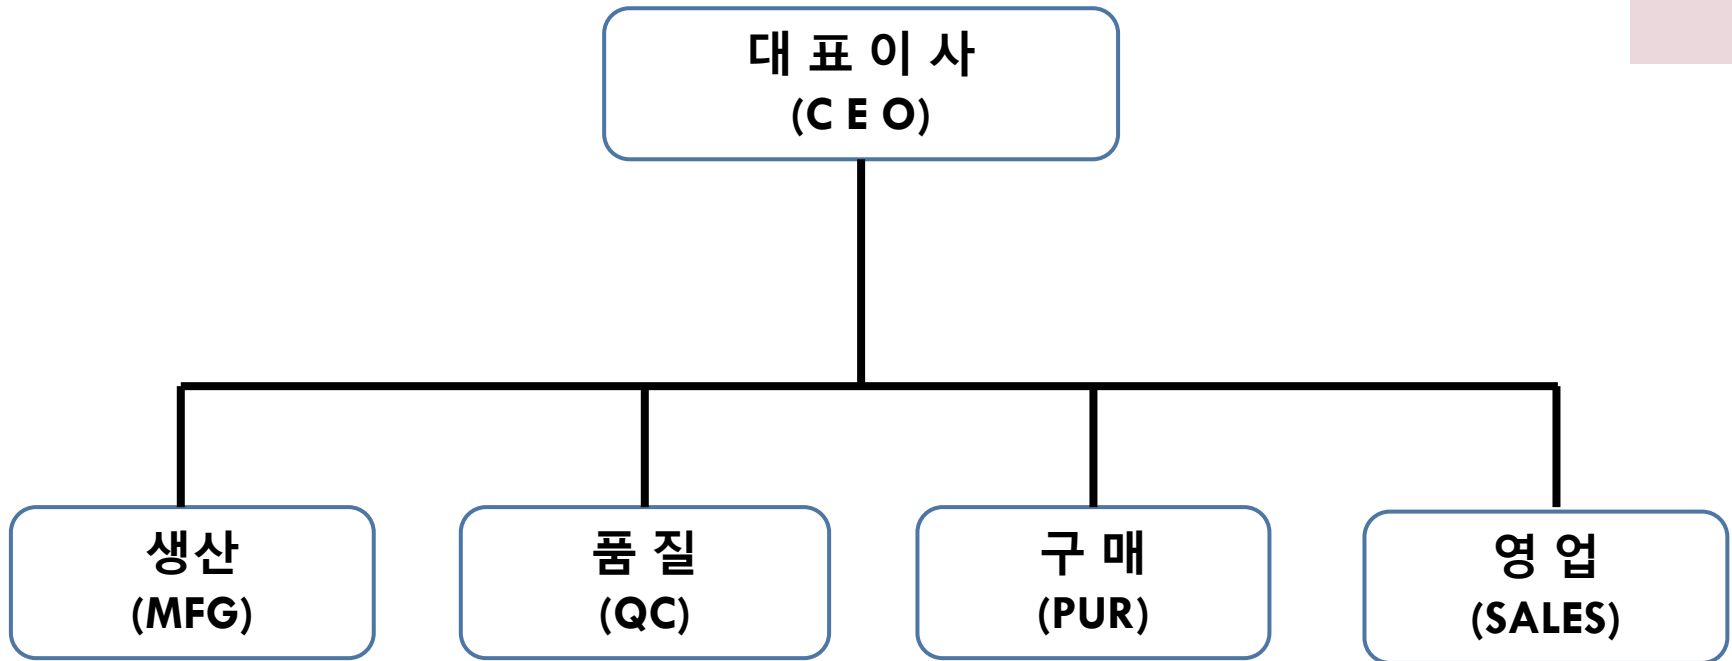 대 표 이 사
(C E O)
생산
(MFG)
품 질
(QC)
구 매
(PUR)
영 업
(SALES)